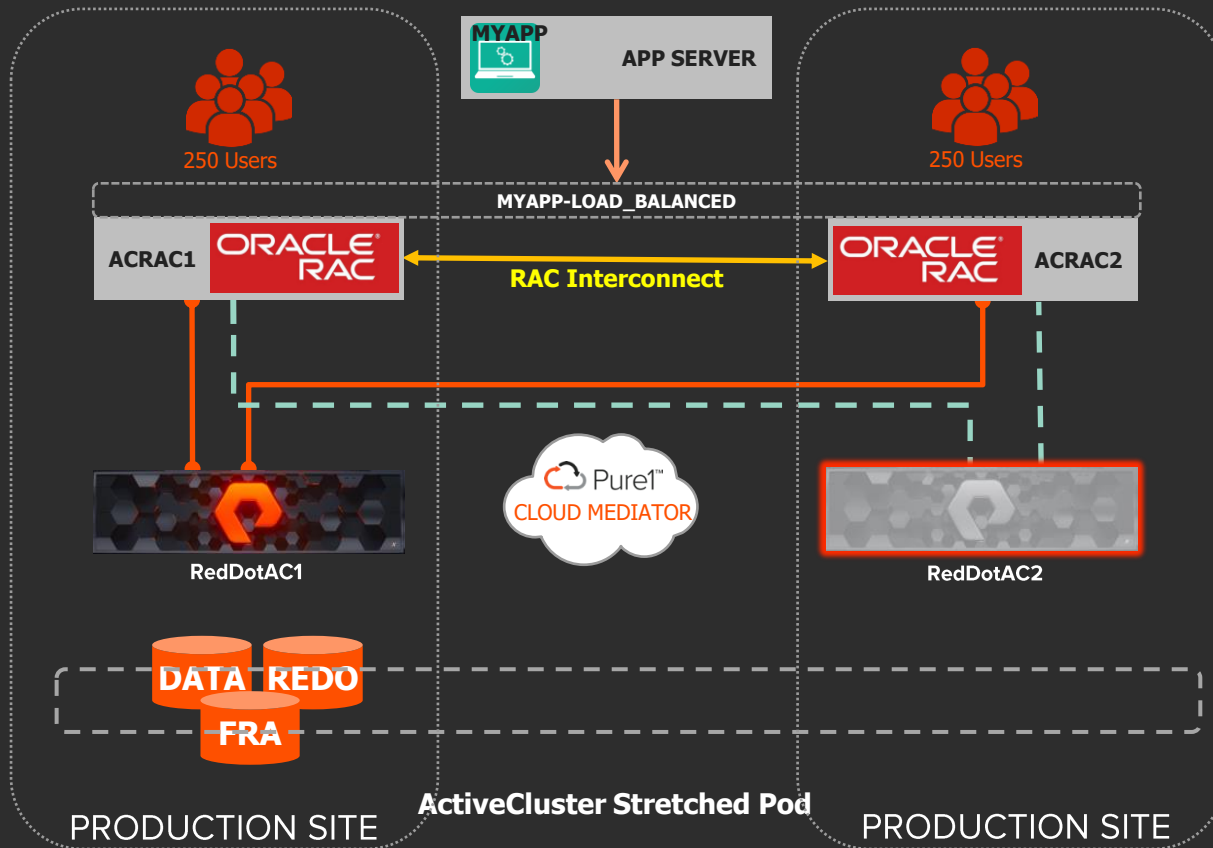 MYAPP
APP SERVER
250 Users
250 Users
MYAPP-LOAD_BALANCED
ACRAC1
ORACLE®
RAC
RAC Interconnect
ORACLE®
RAC
ACRAC2
Pure1™
CLOUD MEDIATOR
RedDotAC1
RedDotAC2
DATA
REDO
FRA
ActiveCluster Stretched Pod
PRODUCTION SITE
PRODUCTION SITE